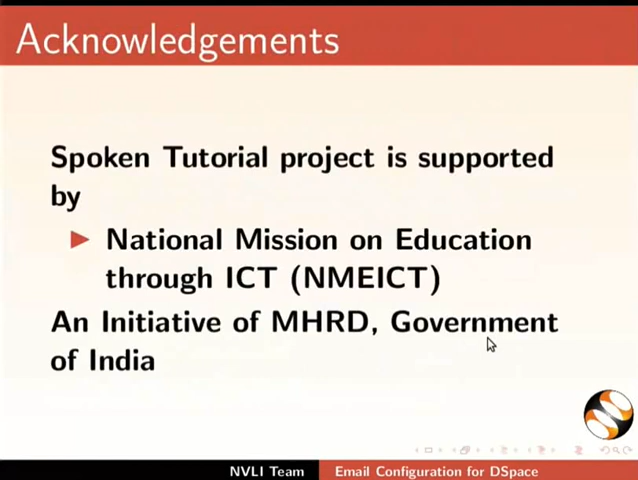 Acknowledgements
Spoken Tutorial project is supported
by
National Mission on Education
through ICT (NMEICT)
An Initiative of MHRD, Government
of India
NVLI Team
Email Configuration for DSpace